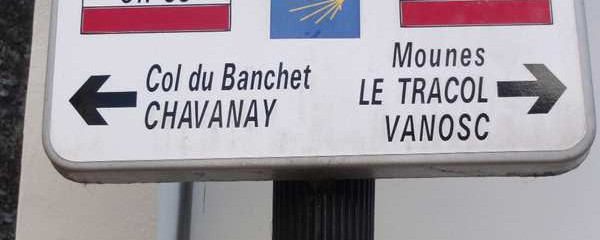 Col du Banchet
CHAVANAY
Mounes
LE TRACOL
VANOSC